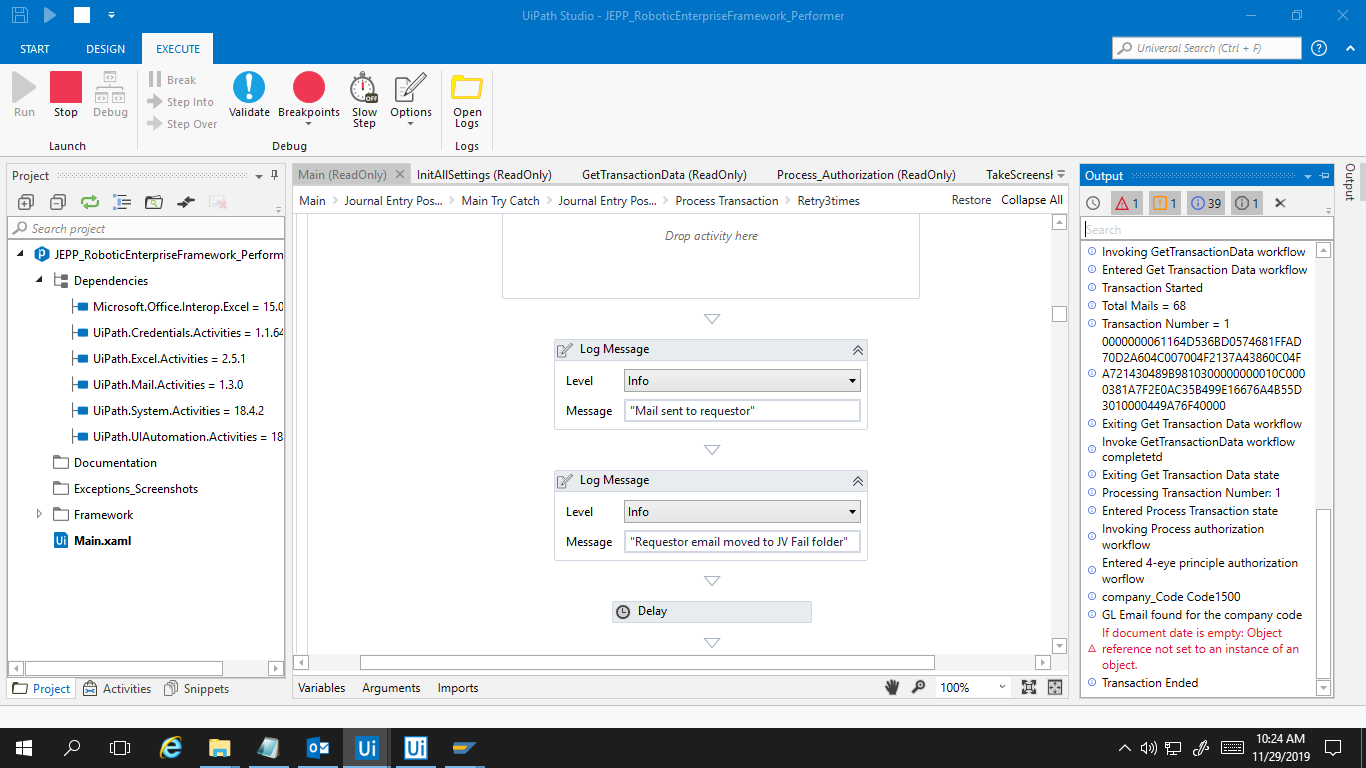 UiPath Studio - JEPP_RoboticEnterpriseFramework_Performer
START DESIGN EXECUTE
Universal Search (Ctrl + F)
Run Stop Debug
Break
Step Into
Step Over
Validate Breakpoints Slow Step Options
OFF
Open Logs
Launch Debug Logs
Project
Search project
JEPP_RoboticEnterpriseFramework_Perform
Dependencies
Microsoft.Office.Interop.Excel = 15.0
UiPath.Credentials.Activities = 1.1.64
UiPath.Excel.Activities = 2.5.1
UiPath.Mail.Activities = 1.3.0
UiPath.System.Activities = 18.4.2
UiPath.UIAutomation.Activities = 18
Documentation
Exceptions_Screenshots
Framework
Ui Main.xaml
Project Activities Snippets
Main (ReadOnly) InitAllSettings (ReadOnly) GetTransactionData (ReadOnly) Process_Authorization (ReadOnly) TakeScreensh
Main Journal Entry Pos... Main Try Catch Journal Entry Pos... Process Transaction Retry3times Restore Collapse All
Drop activity here
Log Message
Level Info
Message "Mail sent to requestor"
Log Message
Level Info
Message "Requestor email moved to JV Fail folder"
Delay
Variables Arguments Imports 100%
Output
1 1 39 1
Search
Invoking GetTransactionData workflow
Entered Get Transaction Data workflow
Transaction Started
Total Mails = 68
Transaction Number = 1
0000000061164D536BD0574681FFAD
70D2A604C007004F2137A43860C04F
A721430489B9810300000000010C000
0381A7F2E0AC35B499E16676A4B55D
3010000449A76F40000
Exiting Get Transaction Data workflow
Invoke GetTransactionData workflow
completetd
Exiting Get Transaction Data state
Processing Transaction Number: 1
Entered Process Transaction state
Invoking Process authorization
workflow
Entered 4-eye principle authorization
worflow
company_Code Code1500
GL Email found for the company code
If document date is empty: Object
reference not set to an instance of an
object.
Transaction Ended
Output
Ui Ui
10:24 AM
11/29/2019